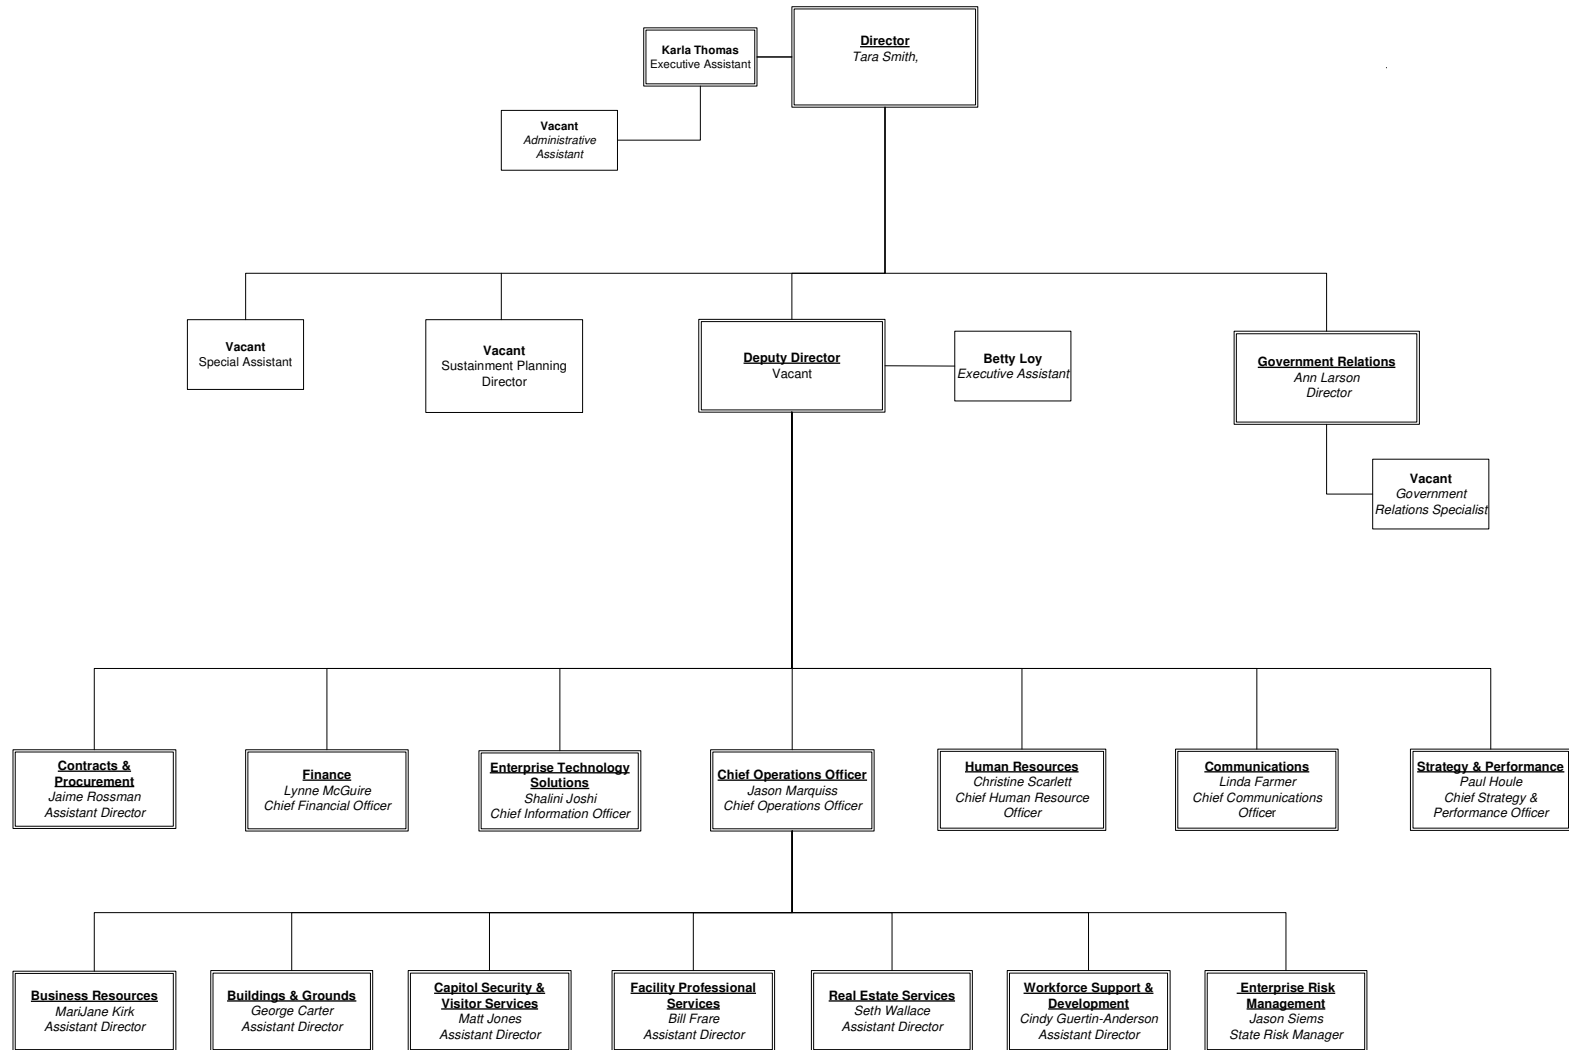 Director
Tara Smith,
Karla Thomas
Executive Assistant
Vacant
Administrative
Assistant
Vacant
Special Assistant
Vacant
Sustainment Planning
Director
Deputy Director
Vacant
Betty Loy
Executive Assistant
Government Relations
Ann Larson
Director
Vacant
Government
Relations Specialist
Contracts &
Procurement
Jaime Rossman
Assistant Director
Finance
Lynne McGuire
Chief Financial Officer
Enterprise Technology
Solutions
Shalini Joshi
Chief Information Officer
Chief Operations Officer
Jason Marquiss
Chief Operations Officer
Human Resources
Christine Scarlett
Chief Human Resource
Officer
Communications
Linda Farmer
Chief Communications
Officer
Strategy & Performance
Paul Houle
Chief Strategy &
Performance Officer
Business Resources
MariJane Kirk
Assistant Director
Buildings & Grounds
George Carter
Assistant Director
Capitol Security &
Visitor Services
Matt Jones
Assistant Director
Facility Professional
Services
Bill Frare
Assistant Director
Real Estate Services
Seth Wallace
Assistant Director
Workforce Support &
Development
Cindy Guertin-Anderson
Assistant Director
Enterprise Risk
Management
Jason Siems
State Risk Manager